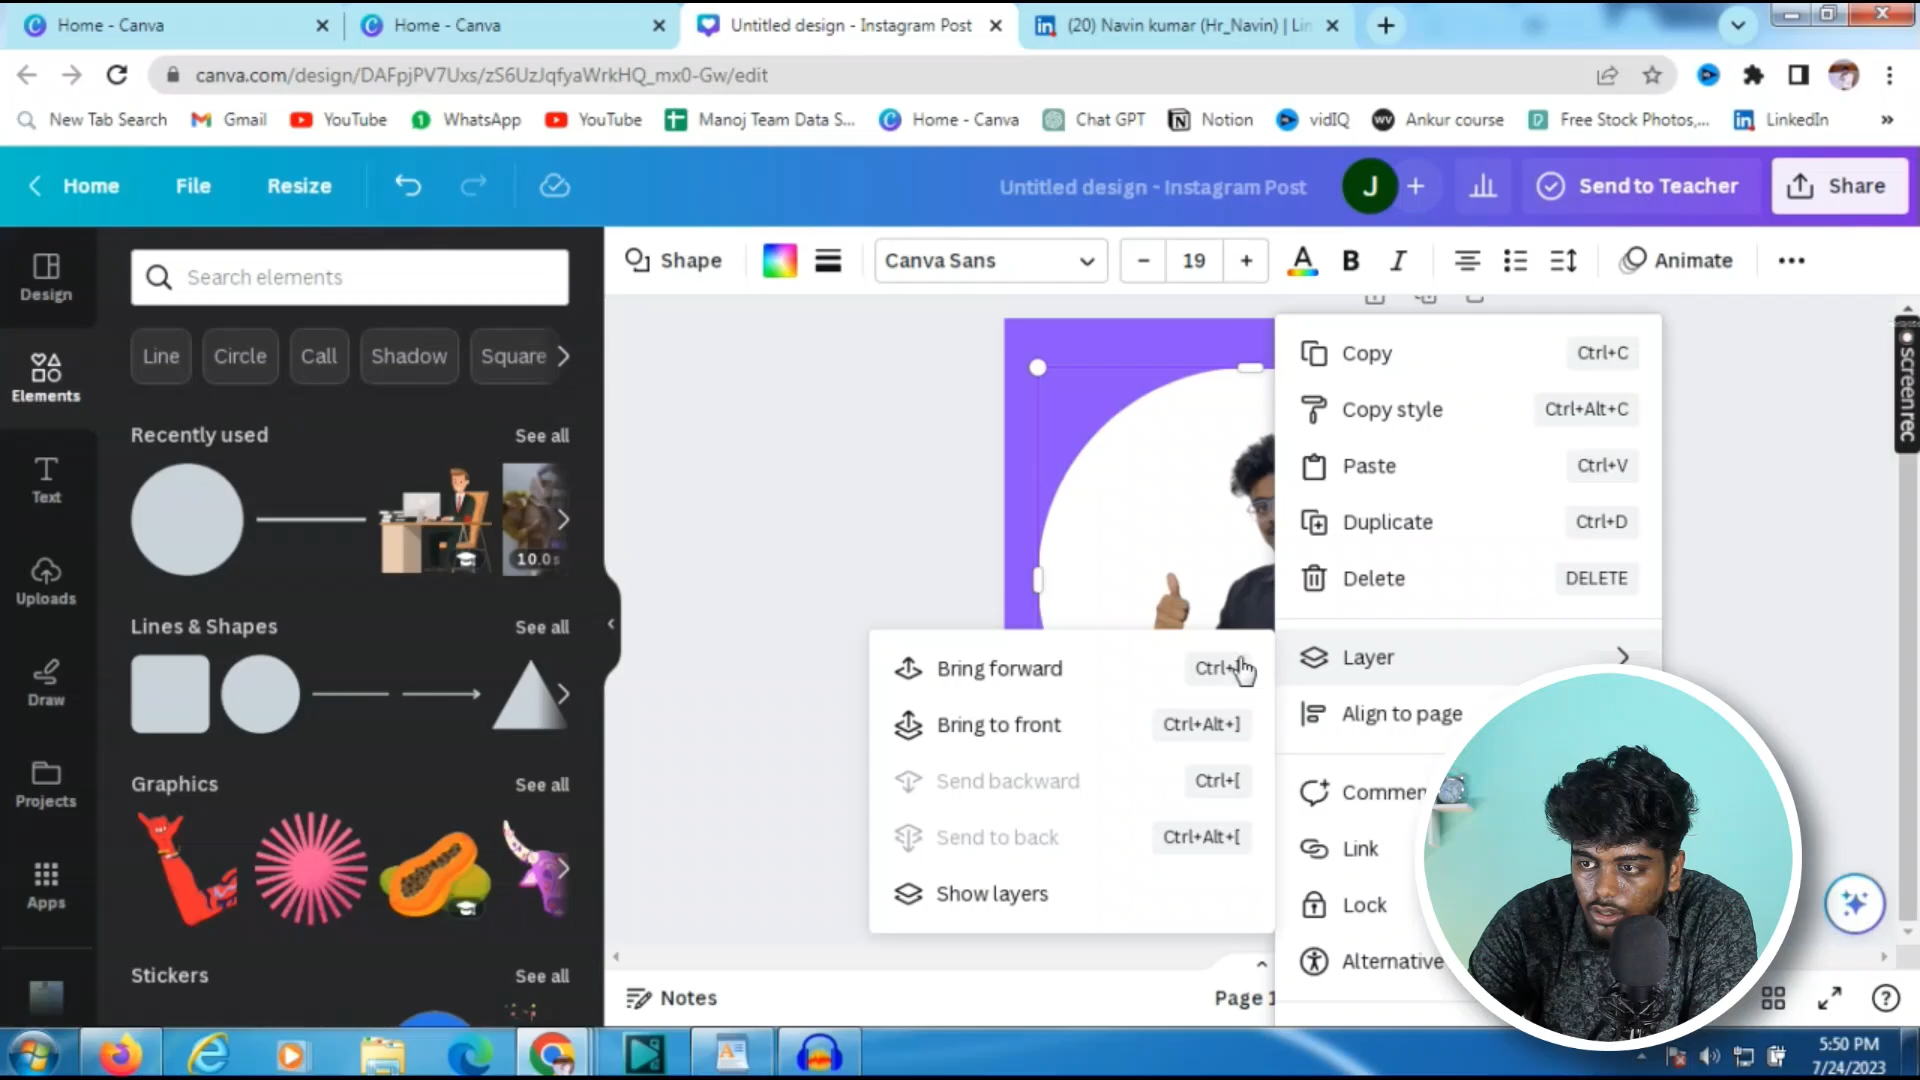 Home - Canva
Home - Canva
Untitled design - Instagram Post
(20) Navin kumar (Hr_Navin) | Lin
canva.com/design/DAFpjPV7Uxs/zS6UzJqfyaWrkHQ_mx0-Gw/edit
New Tab Search
Gmail
YouTube
WhatsApp
YouTube
Manoj Team Data S...
Home - Canva
Chat GPT
Notion
vidIQ
Ankur course
Free Stock Photos,...
LinkedIn
Home
File
Resize
Untitled design - Instagram Post
J
Send to Teacher
Share
Design
Elements
Text
Uploads
Draw
Projects
Apps
Search elements
Line
Circle
Call
Shadow
Square
Recently used
See all
10.0s
Lines & Shapes
See all
Graphics
See all
Stickers
See all
Shape
Canva Sans
19
A
B
I
Animate
Copy
Ctrl+C
Copy style
Ctrl+Alt+C
Paste
Ctrl+V
Duplicate
Ctrl+D
Delete
DELETE
Layer
Align to page
Link
Lock
Alternative
Bring forward
Bring to front
Ctrl+Alt+]
Send backward
Ctrl+[
Send to back
Ctrl+Alt+[
Show layers
screenrec
Notes
Page 1
5:50 PM
7/24/2023